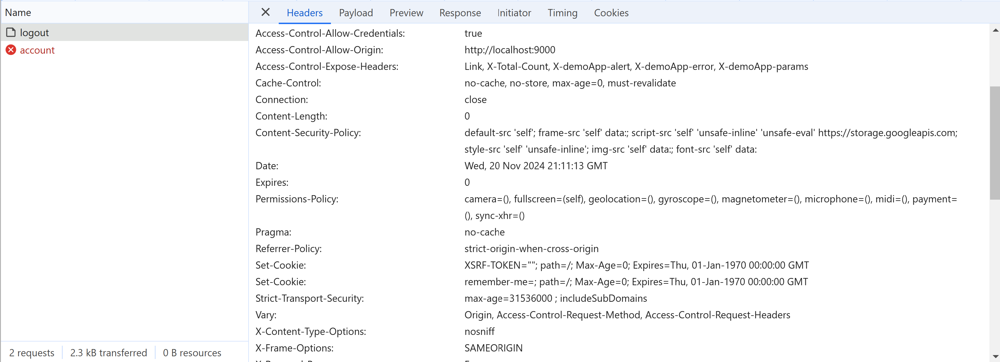 Name
Headers Payload Preview Response Initiator Timing Cookies
logout
account
Access-Control-Allow-Credentials: true
Access-Control-Allow-Origin: http://localhost:9000
Access-Control-Expose-Headers: Link, X-Total-Count, X-demoApp-alert, X-demoApp-error, X-demoApp-params
Cache-Control: no-cache, no-store, max-age=0, must-revalidate
Connection: close
Content-Length: 0
Content-Security-Policy: default-src 'self'; frame-src 'self' data:; script-src 'self' 'unsafe-inline' 'unsafe-eval' https://storage.googleapis.com;
style-src 'self' 'unsafe-inline'; img-src 'self' data:; font-src 'self' data:
Date: Wed, 20 Nov 2024 21:11:13 GMT
Expires: 0
Permissions-Policy: camera=(), fullscreen=(self), geolocation=(), gyroscope=(), magnetometer=(), microphone=(), midi=(), payment=
(), sync-xhr=()
Pragma: no-cache
Referrer-Policy: strict-origin-when-cross-origin
Set-Cookie: XSRF-TOKEN=""; path=/; Max-Age=0; Expires=Thu, 01-Jan-1970 00:00:00 GMT
Set-Cookie: remember-me=; path=/; Max-Age=0; Expires=Thu, 01-Jan-1970 00:00:00 GMT
Strict-Transport-Security: max-age=31536000 ; includeSubDomains
Vary: Origin, Access-Control-Request-Method, Access-Control-Request-Headers
X-Content-Type-Options: nosniff
X-Frame-Options: SAMEORIGIN
2 requests 2.3 kB transferred 0 B resources